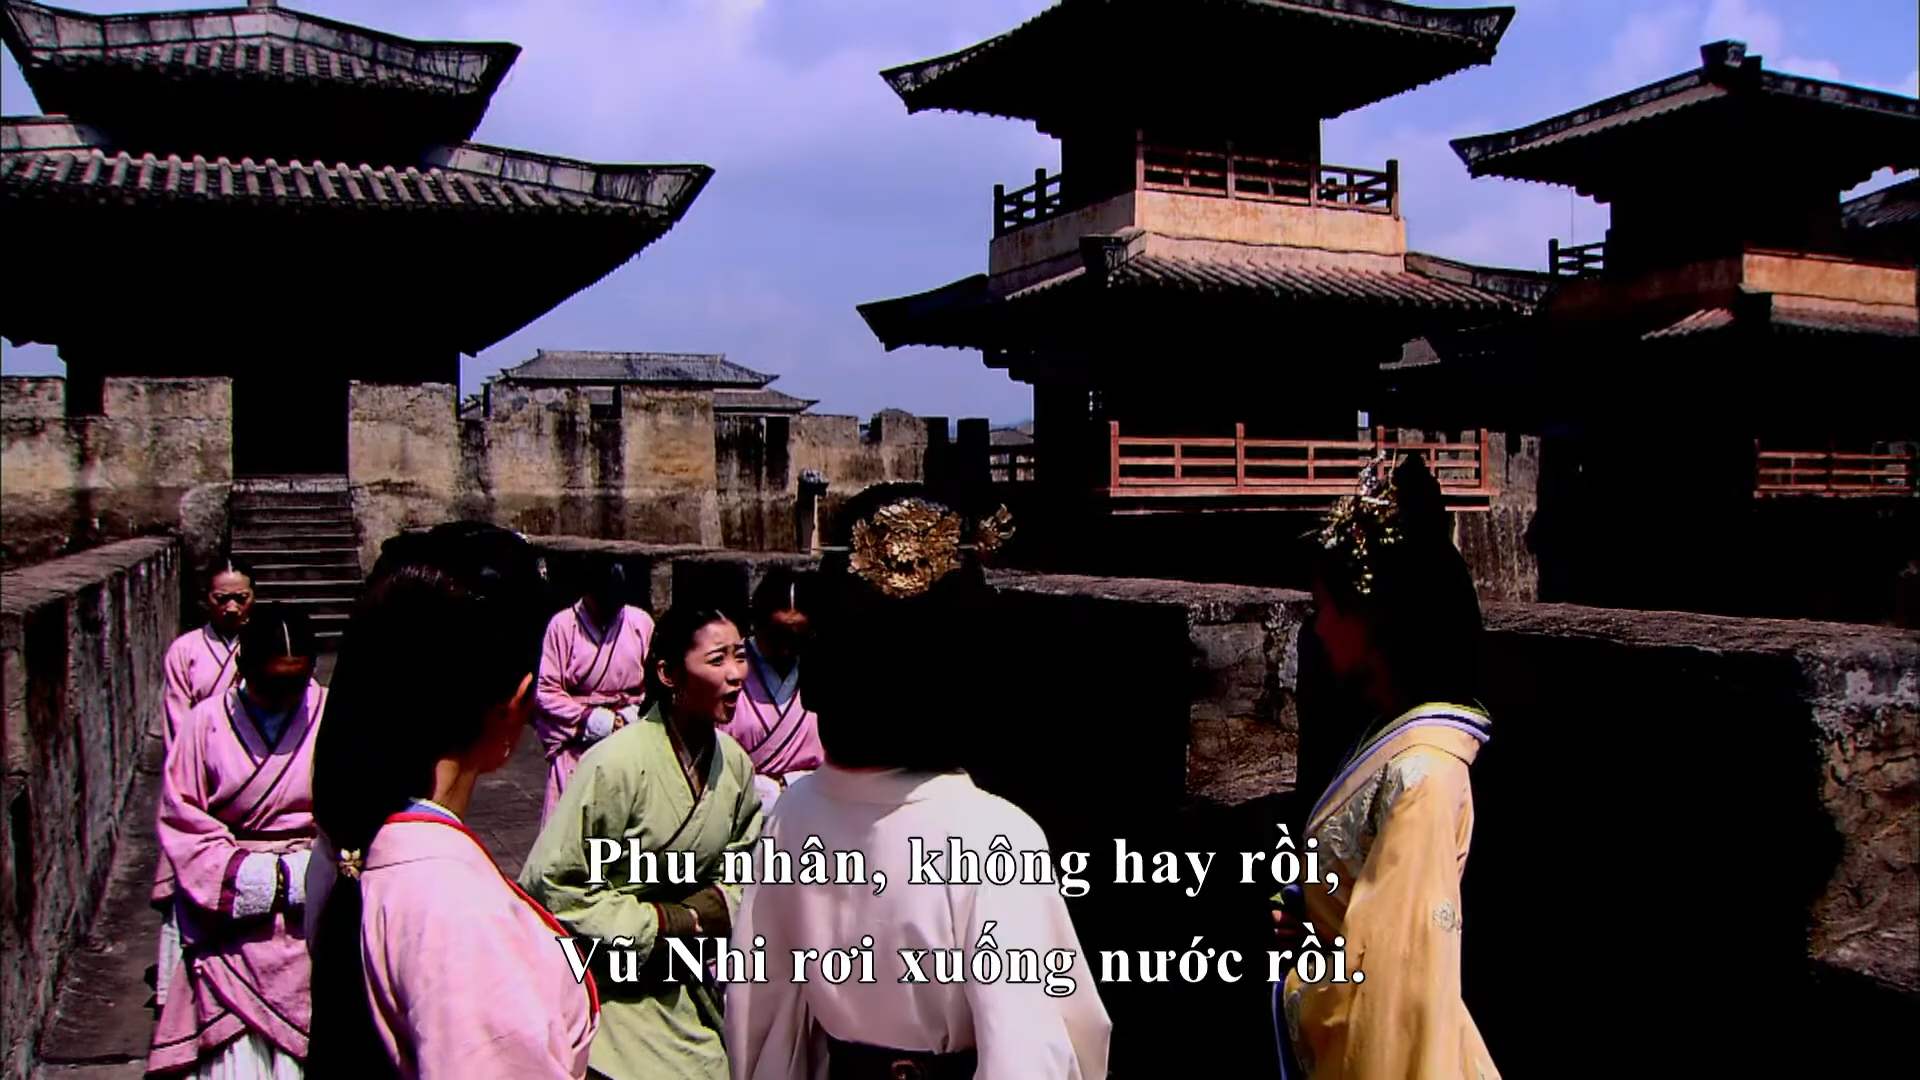 Phu nhân, không hay rồi,
Vũ Nhi rơi xuống nước rồi.